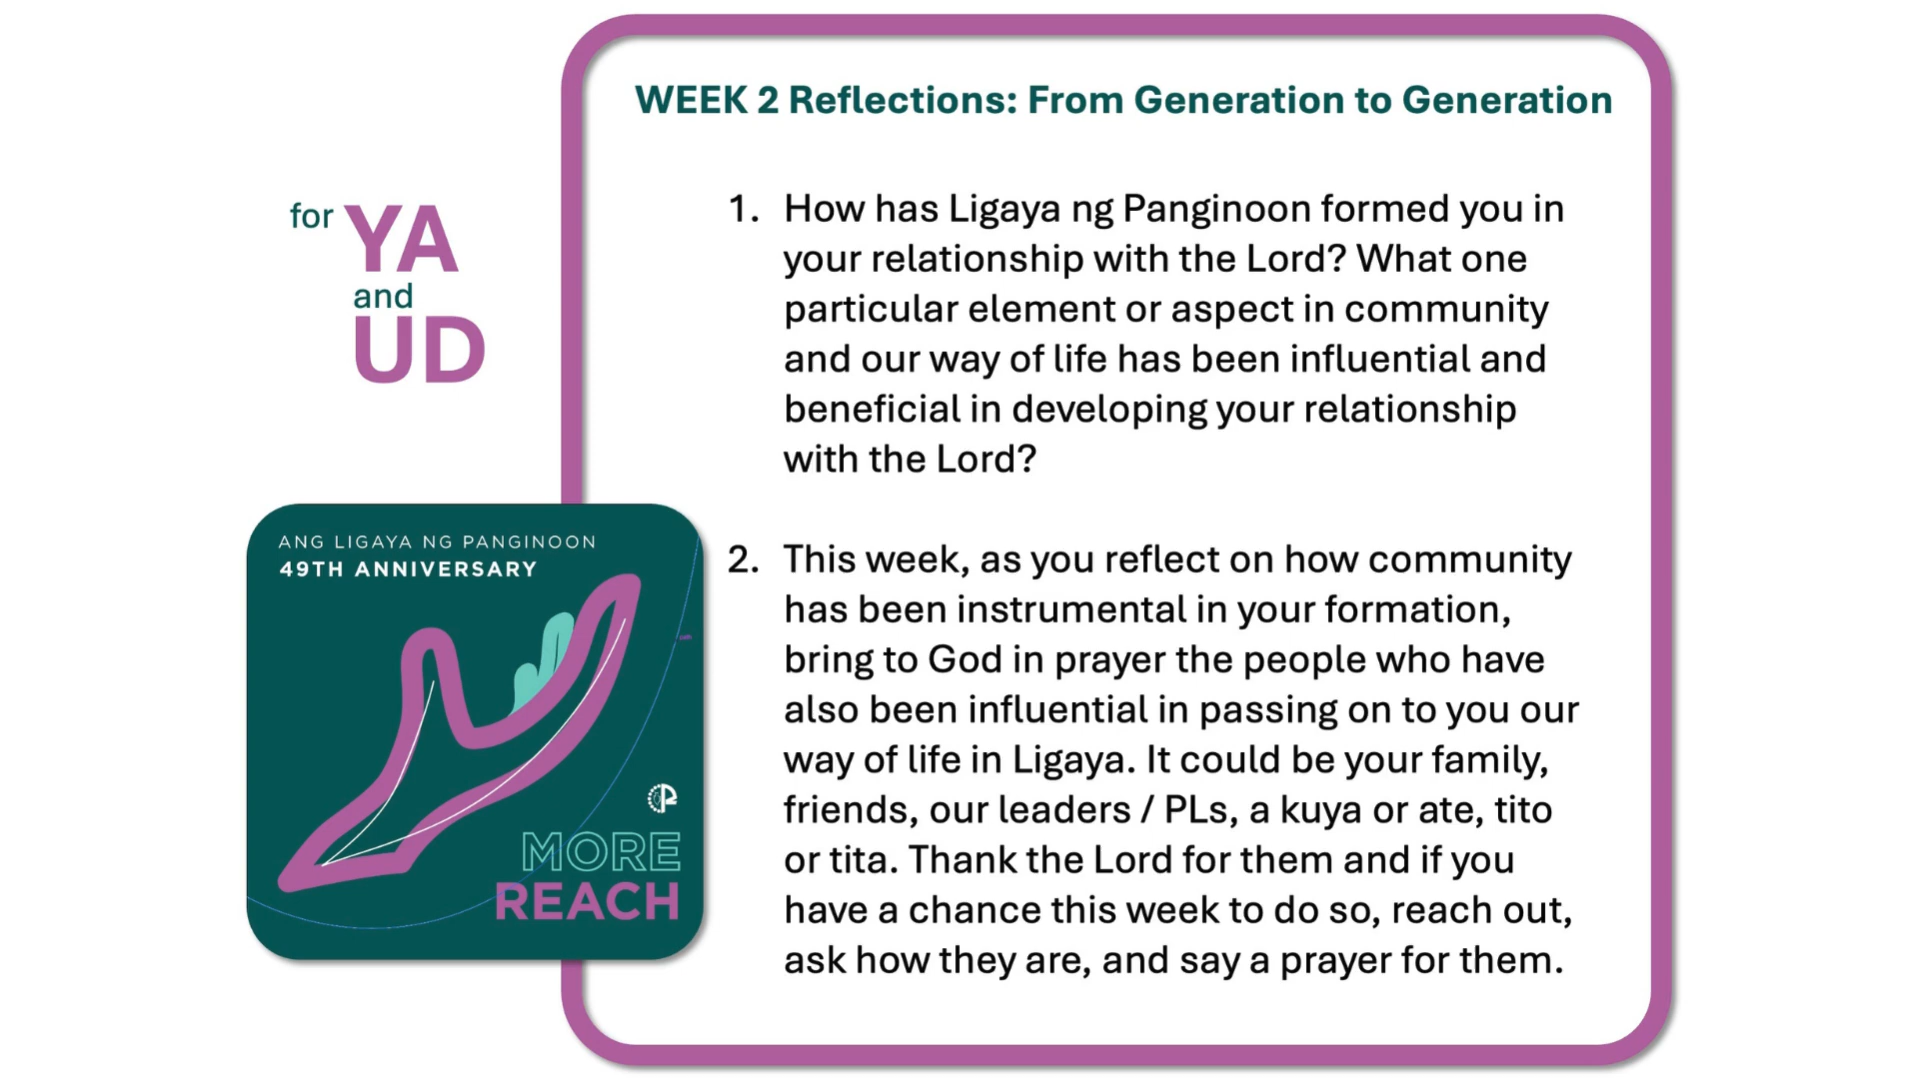 WEEK 2 Reflections: From Generation to Generation
for YA
and
UD
1. How has Ligaya ng Panginoon formed you in
your relationship with the Lord? What one
particular element or aspect in community
and our way of life has been influential and
beneficial in developing your relationship
with the Lord?
2. This week, as you reflect on how community
has been instrumental in your formation,
bring to God in prayer the people who have
also been influential in passing on to you our
way of life in Ligaya. It could be your family,
friends, our leaders / PLs, a kuya or ate, tito
or tita. Thank the Lord for them and if you
have a chance this week to do so, reach out,
ask how they are, and say a prayer for them.
ANG LIGAYA NG PANGINOON
49TH ANNIVERSARY
MORE
REACH